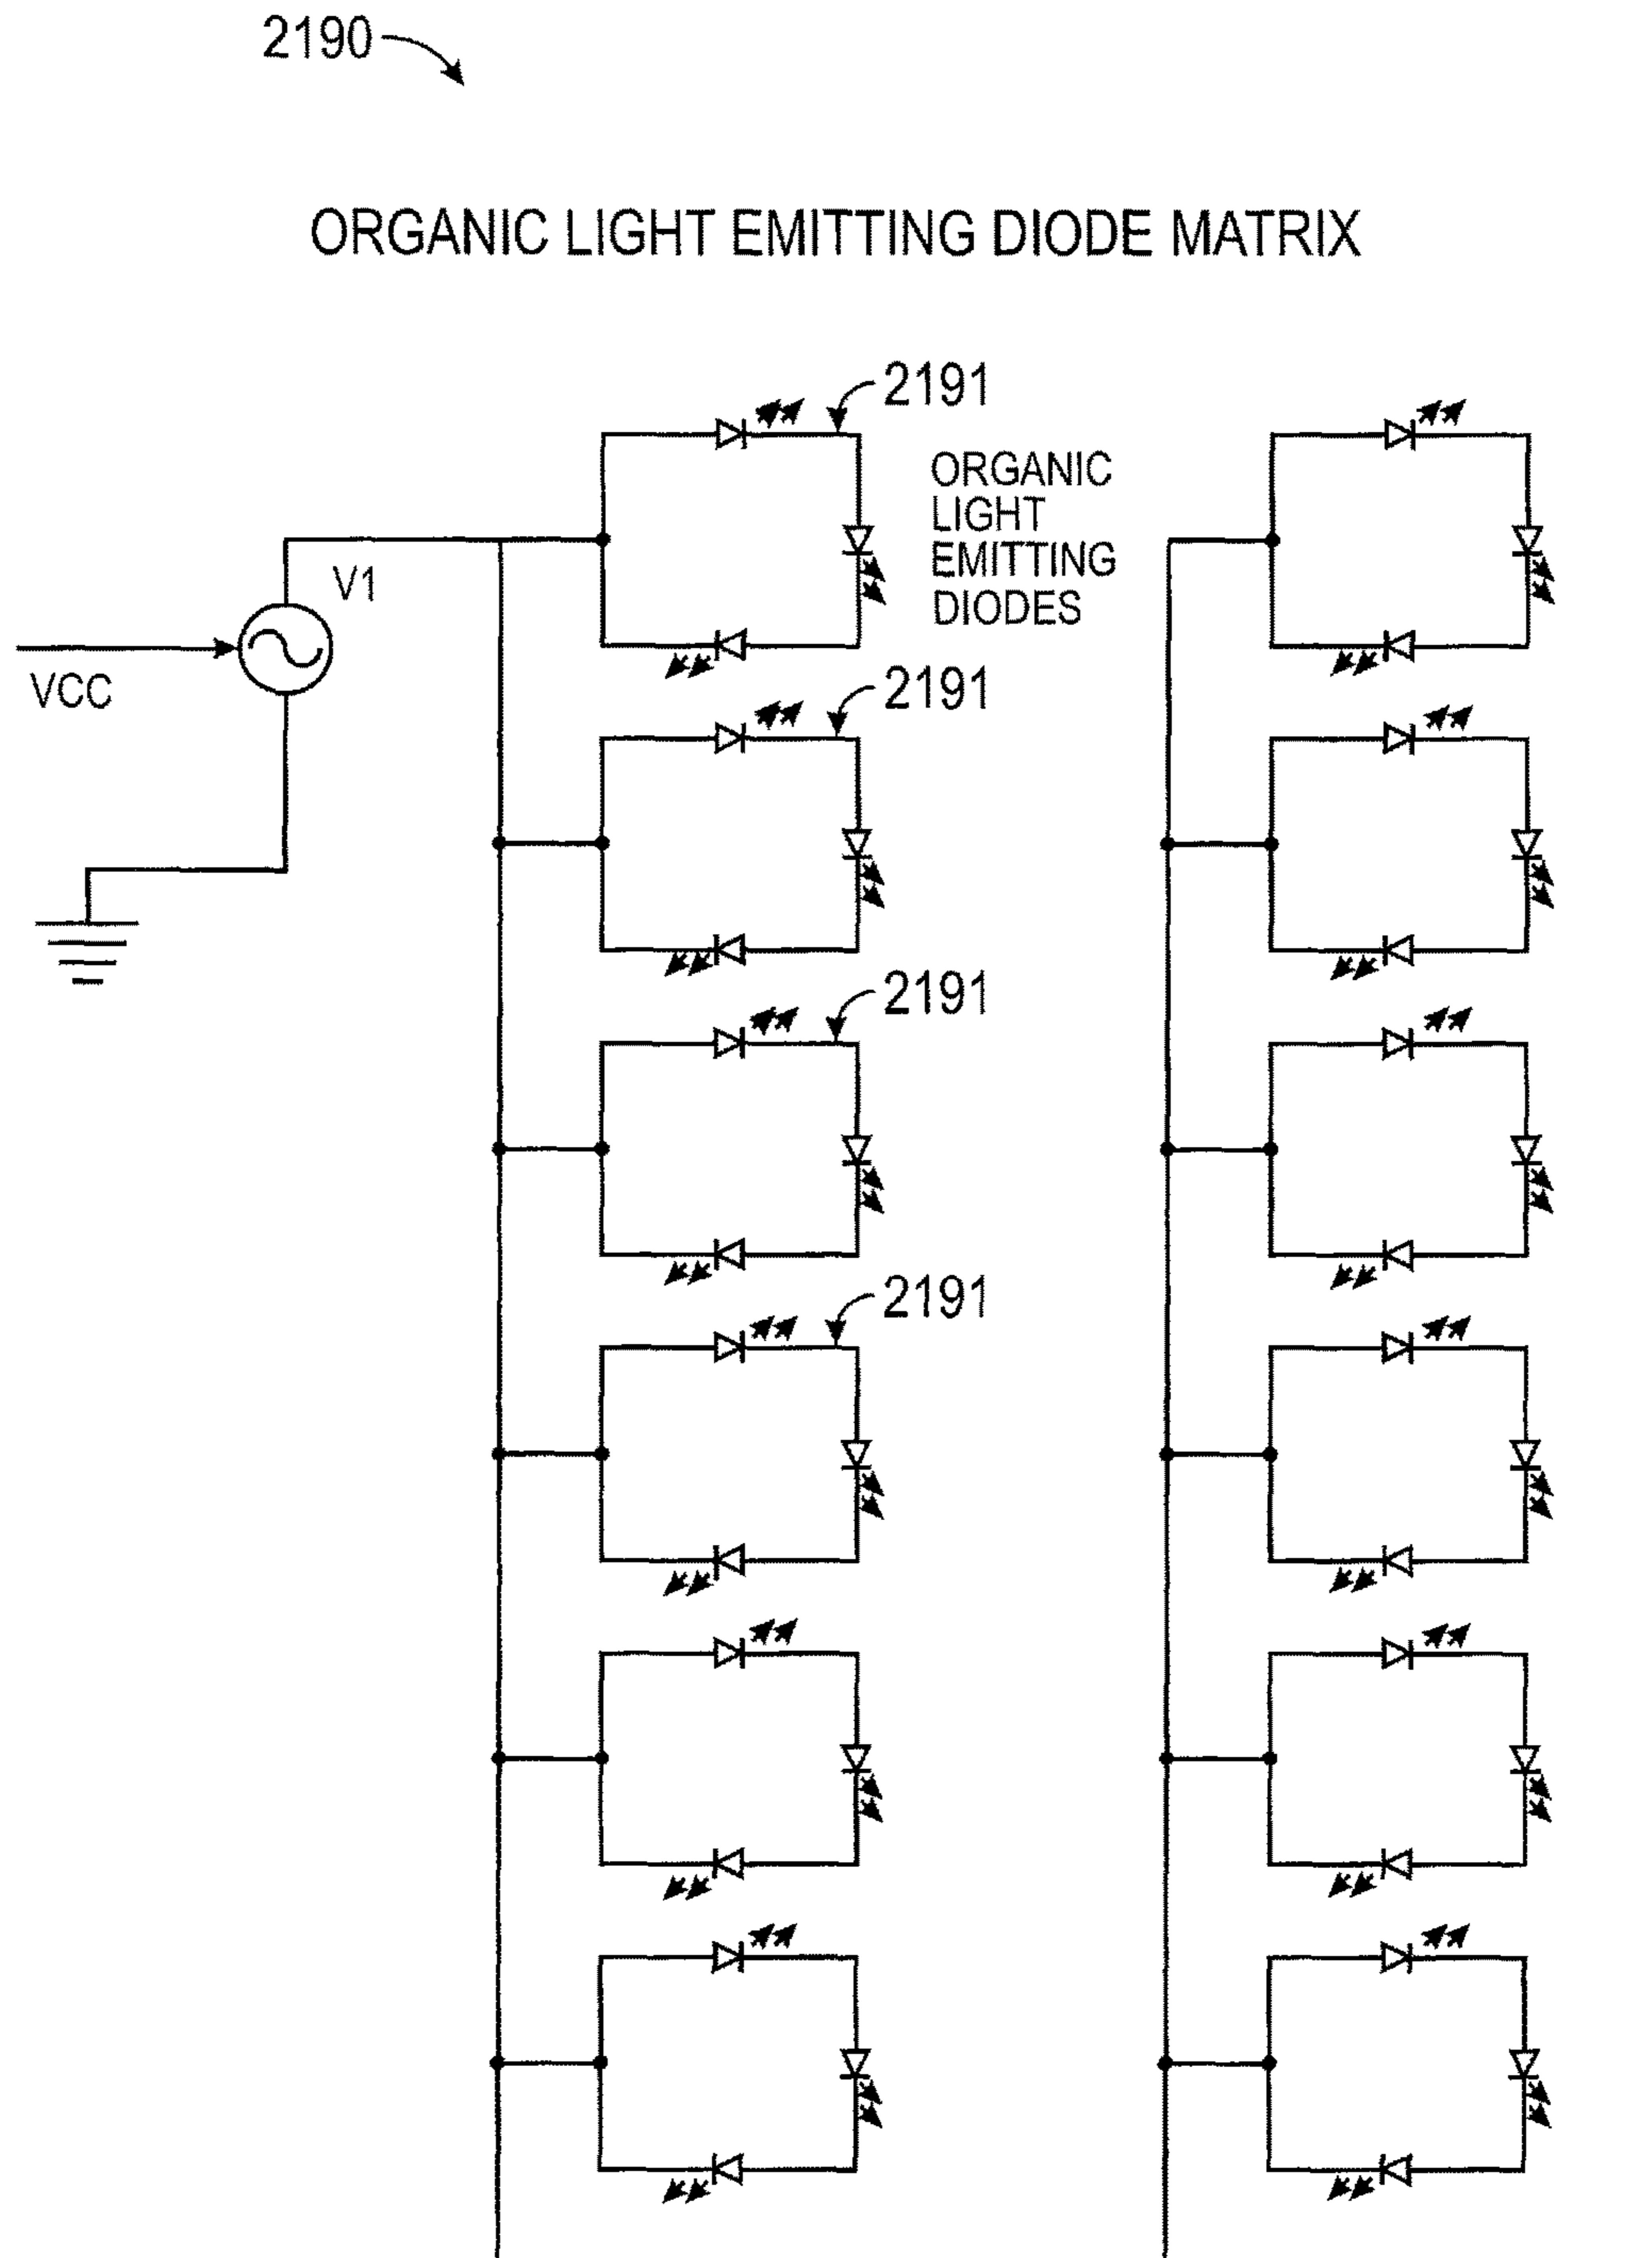 2190
ORGANIC LIGHT EMITTING DIODE MATRIX
2191
ORGANIC
LIGHT
EMITTING
DIODES
V1
VCC
2191
2191
2191